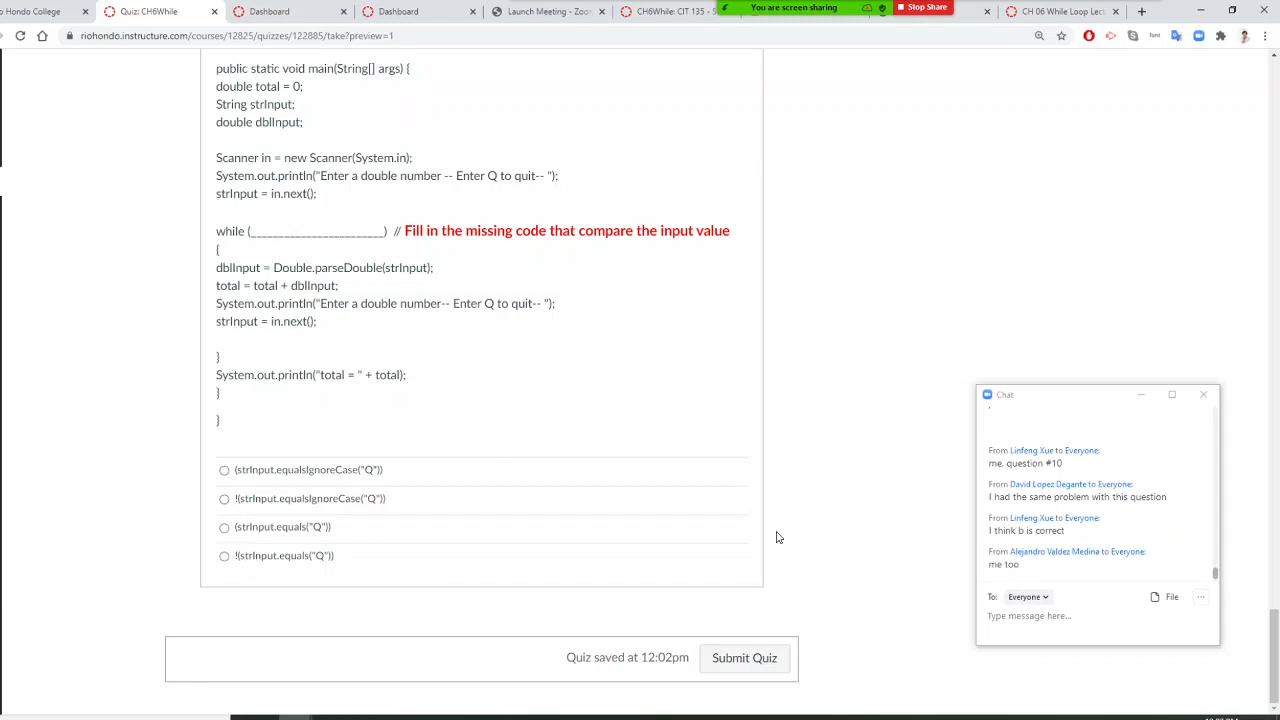 o Hondo College
Quiz: CH6While
Dashboard
Dashboard
Launch Meeting - Zoo
CH6While: CIT 135 - S
You are screen sharing
Stop Share
CH 06 While Loop Lect
riohondo.instructure.com/courses/12825/quizzes/122885/take?preview=1
public static void main(String[] args) {
double total = 0;
String strInput;
double dblInput;
Scanner in = new Scanner(System.in);
System.out.println("Enter a double number -- Enter Q to quit-- ");
strInput = in.next();
while (_______________________) // Fill in the missing code that compare the input value
{
dblInput = Double.parseDouble(strInput);
total = total + dblInput;
System.out.println("Enter a double number-- Enter Q to quit-- ");
strInput = in.next();
}
System.out.println("total = " + total);
}
}
(strInput.equalsIgnoreCase("Q"))
!(strInput.equalsIgnoreCase("Q"))
(strInput.equals("Q"))
!(strInput.equals("Q"))
Quiz saved at 12:02pm
Submit Quiz
Chat
From Linfeng Xue to Everyone:
me. question #10
From David Lopez Degante to Everyone:
I had the same problem with this question
From Linfeng Xue to Everyone:
I think b is correct
From Alejandro Valdez Medina to Everyone:
me too
To: Everyone
File
Type message here...